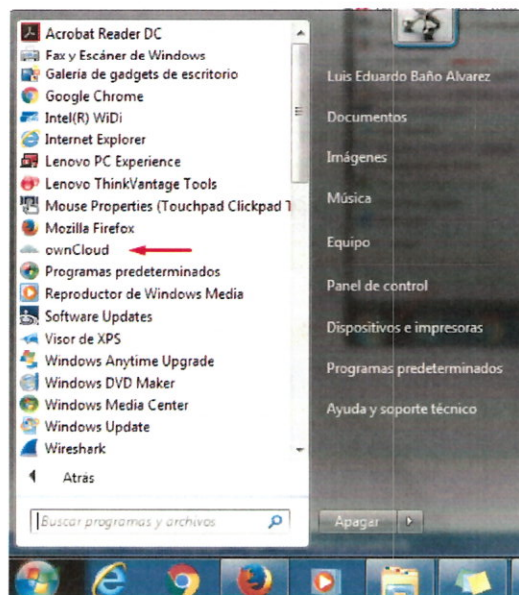 Acrobat Reader DC
Fax y Escáner de Windows
Galería de gadgets de escritorio
Google Chrome
Intel(R) WiDi
Internet Explorer
Lenovo PC Experience
Lenovo ThinkVantage Tools
Mouse Properties (Touchpad Clickpad T
Mozilla Firefox
ownCloud
Programas predeterminados
Reproductor de Windows Media
Software Updates
Visor de XPS
Windows Anytime Upgrade
Windows DVD Maker
Windows Media Center
Windows Update
Wireshark
Atrás
Buscar programas y archivos
Luis Eduardo Baño Alvarez
Documentos
Imágenes
Música
Equipo
Panel de control
Dispositivos e impresoras
Programas predeterminados
Ayuda y soporte técnico
Apagar